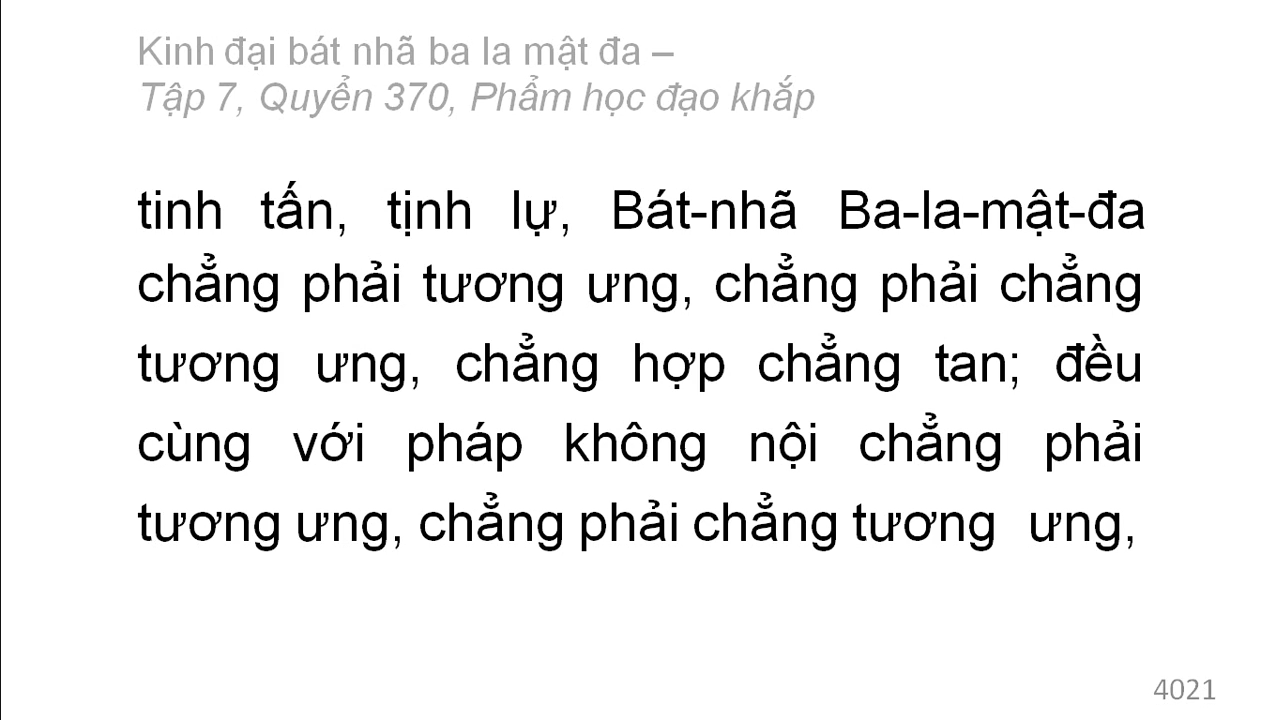 Kinh đại bát nhã ba la mật đa –
Tập 7, Quyển 370, Phẩm học đạo khắp
tinh tấn, tịnh lự, Bát-nhã Ba-la-mật-đa
chẳng phải tương ưng, chẳng phải chẳng
tương ưng, chẳng hợp chẳng tan; đều
cùng với pháp không nội chẳng phải
tương ưng, chẳng phải chẳng tương ưng,
4021